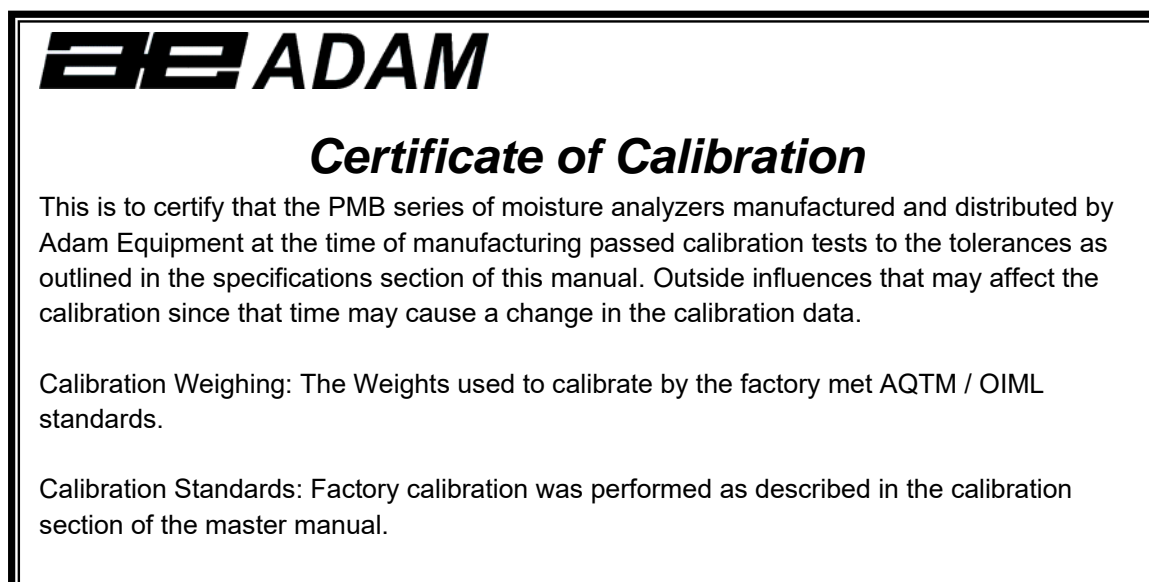 ae ADAM
Certificate of Calibration
This is to certify that the PMB series of moisture analyzers manufactured and distributed by
Adam Equipment at the time of manufacturing passed calibration tests to the tolerances as
outlined in the specifications section of this manual. Outside influences that may affect the
calibration since that time may cause a change in the calibration data.
Calibration Weighing: The Weights used to calibrate by the factory met AQTM / OIML
standards.
Calibration Standards: Factory calibration was performed as described in the calibration
section of the master manual.